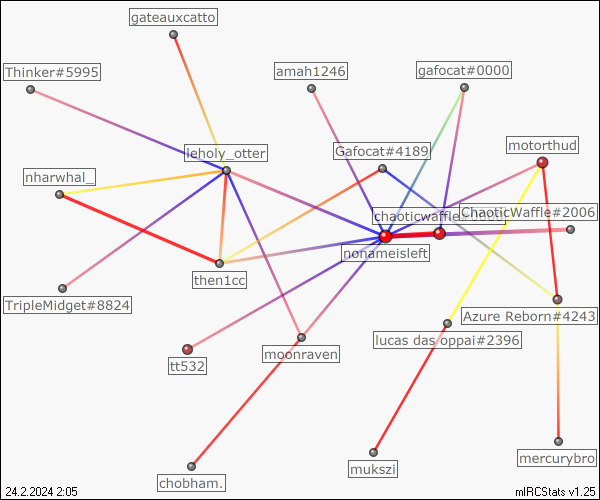 gateauxcatto
Thinker#5995
amah1246
gafocat#0000
leholy_otter
Gafocat#4189
motorthud
nharwhal_
ChaoticWaffle#2006
nonameisleft
then1cc
TripleMidget#8824
Azure Reborn#4243
lucas das oppai#2396
moonraven
tt532
mercurybro
mukszi
chobham.
24.2.2024 2:05
mIRCStats v1.25